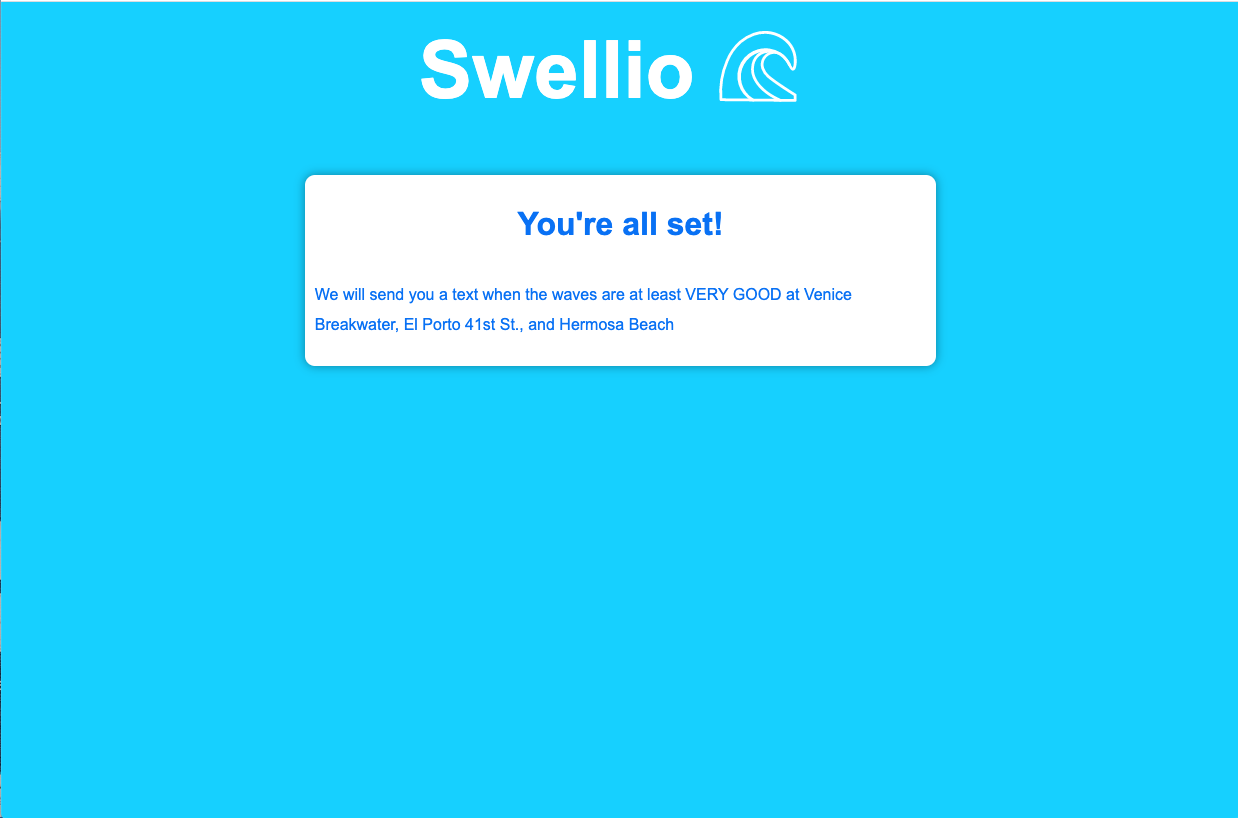 Swellio
You're all set!
We will send you a text when the waves are at least VERY GOOD at Venice
Breakwater, El Porto 41st St., and Hermosa Beach